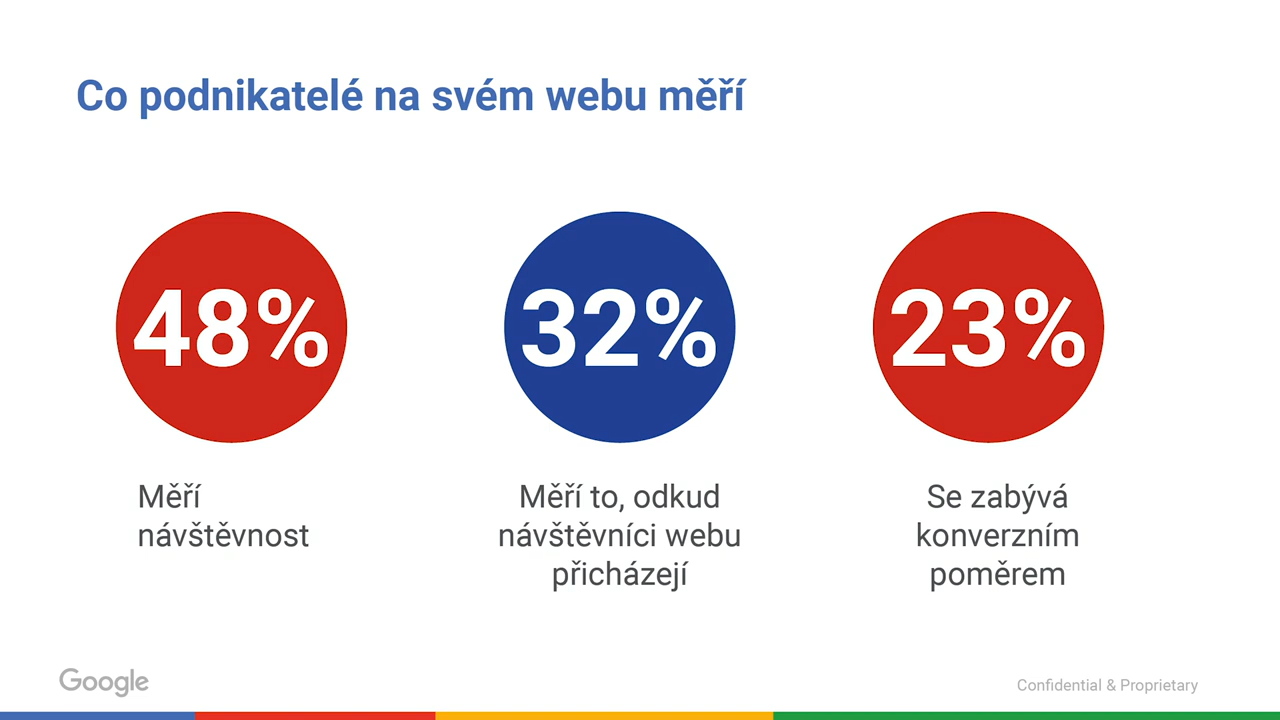 Co podnikatelé na svém webu měří
48%
32%
23%
Měří
návštěvnost
Měří to, odkud
návštěvníci webu
přicházejí
Se zabývá
konverzním
poměrem
Google
Confidential & Proprietary